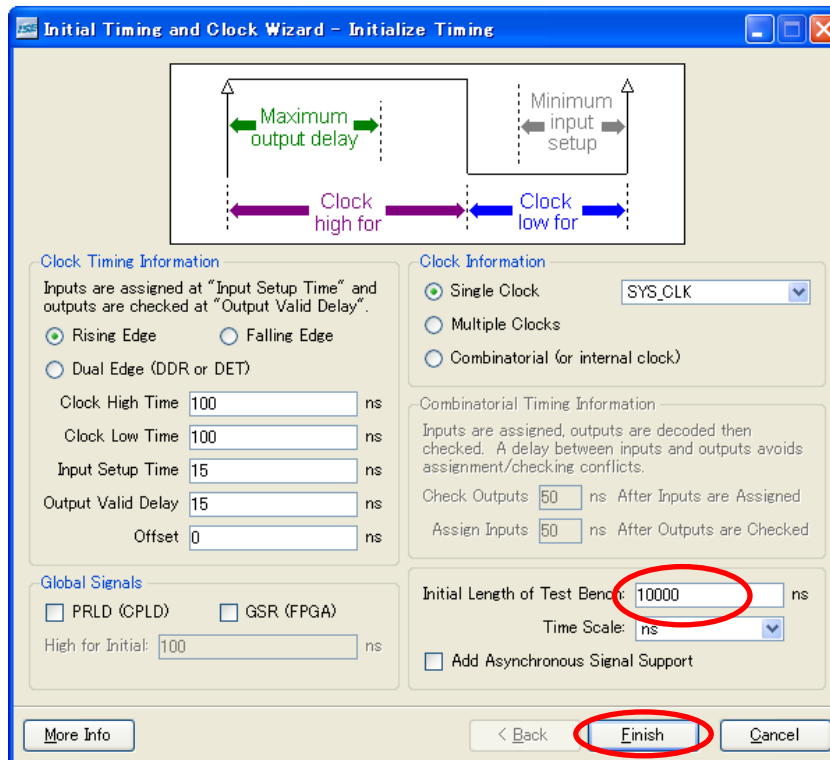 Initial Timing and Clock Wizard - Initialize Timing
Maximum
output delay
Minimum
input
setup
Clock
high for
Clock
low for
Clock Timing Information
Inputs are assigned at "Input Setup Time" and
outputs are checked at "Output Valid Delay".
Rising Edge
Falling Edge
Dual Edge (DDR or DET)
Clock High Time 100 ns
Clock Low Time 100 ns
Input Setup Time 15 ns
Output Valid Delay 15 ns
Offset 0 ns
Global Signals
PRLD (CPLD)
GSR (FPGA)
High for Initial: 100 ns
Clock Information
Single Clock SYS_CLK
Multiple Clocks
Combinatorial (or internal clock)
Combinatorial Timing Information
Inputs are assigned, outputs are decoded then
checked. A delay between inputs and outputs avoids
assignment/checking conflicts.
Check Outputs 50 ns After Inputs are Assigned
Assign Inputs 50 ns After Outputs are Checked
Initial Length of Test Bench: 10000 ns
Time Scale: ns
Add Asynchronous Signal Support
More Info
< Back
Finish
Cancel